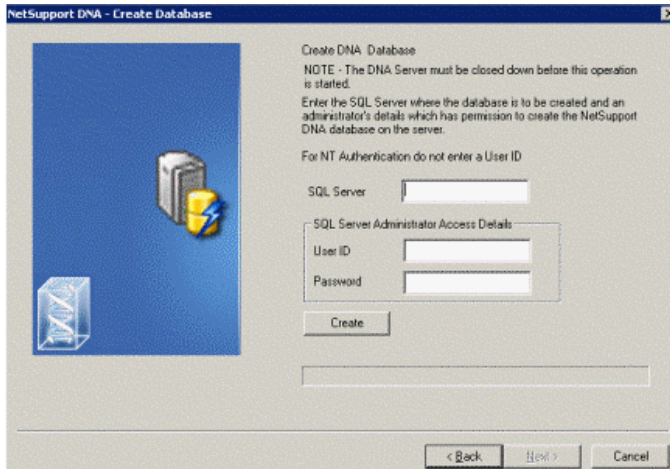 NetSupport DNA - Create Database
Create DNA Database
NOTE - The DNA Server must be closed down before this operation
is started.
Enter the SQL Server where the database is to be created and an
administrator's details which has permission to create the NetSupport
DNA database on the server.
For NT Authentication do not enter a User ID
SQL Server
SQL Server Administrator Access Details
User ID
Password
Create
< Back
Next >
Cancel